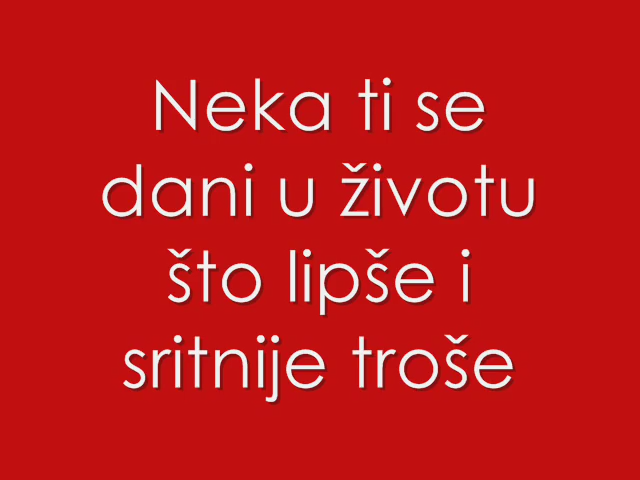 Neka ti se
dani u životu
što lipše i
sritnije troše